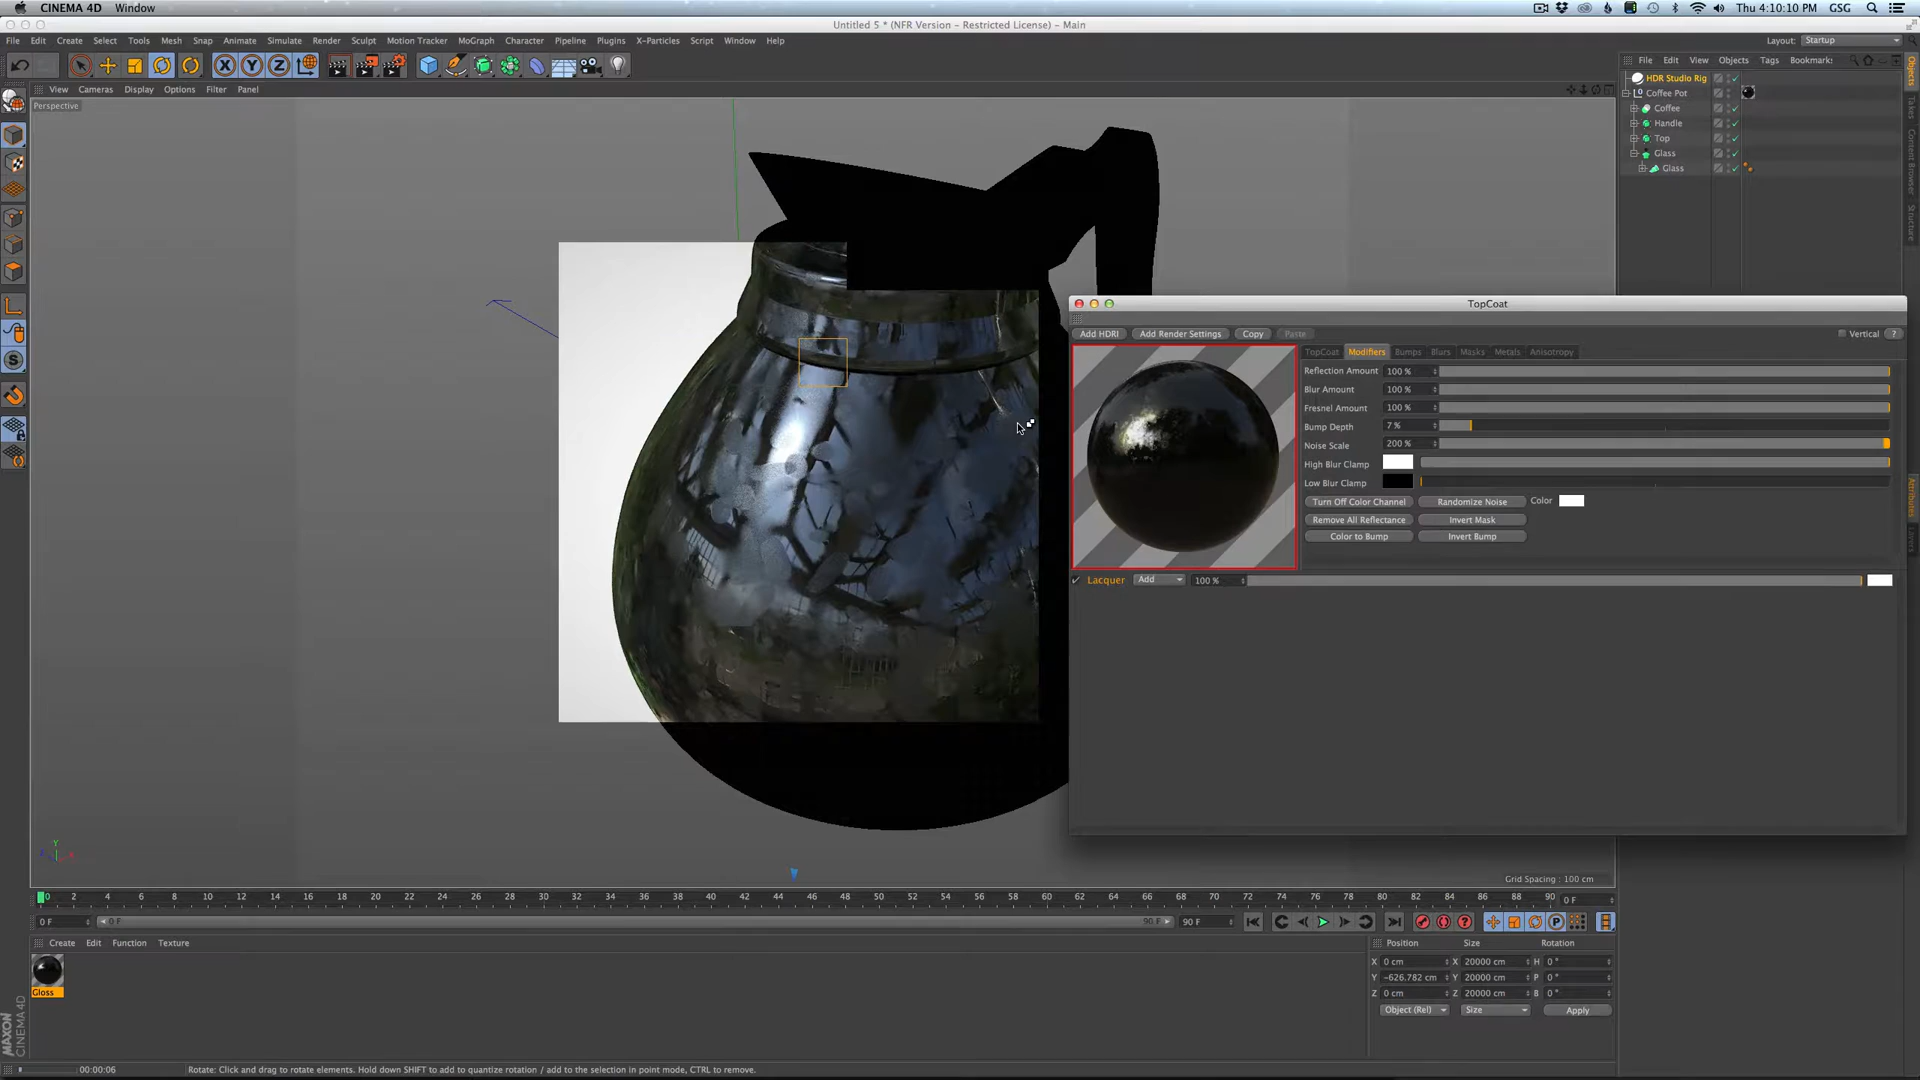 CINEMA 4D Window Thu 4:10:10 PM GSG
Untitled 5 * (NFR Version - Restricted License) - Main
File Edit Create Select Tools Mesh Snap Animate Simulate Render Sculpt Motion Tracker MoGraph Character Pipeline Plugins X-Particles Script Window Help Layout: Startup
File Edit View Objects Tags Bookmarks
View Cameras Display Options Filter Panel
Perspective
HDR Studio Rig
Coffee Pot
Coffee
Handle
Top
Glass
Glass
Objects
Takes
Content Browser
Structure
Attributes
Layers
TopCoat
Add HDRI Add Render Settings Copy Paste Vertical ?
TopCoat Modifiers Bumps Blurs Masks Metals Anisotropy
Reflection Amount 100 %
Blur Amount 100 %
Fresnel Amount 100 %
Bump Depth 7 %
Noise Scale 200 %
High Blur Clamp
Low Blur Clamp
Turn Off Color Channel Randomize Noise Color
Remove All Reflectance Invert Mask
Color to Bump Invert Bump
Lacquer Add 100 %
Y
Grid Spacing : 100 cm
0 2 4 6 8 10 12 14 16 18 20 22 24 26 28 30 32 34 36 38 40 42 44 46 48 50 52 54 56 58 60 62 64 66 68 70 72 74 76 78 80 82 84 86 88 90 0 F
0 F 0 F 90 F 90 F
Create Edit Function Texture
Gloss
Position Size Rotation
X 0 cm X 20000 cm H 0 °
Y -626.782 cm Y 20000 cm P 0 °
Z 0 cm Z 20000 cm B 0 °
Object (Rel) Size Apply
MAXON
CINEMA 4D
00:00:06 Rotate: Click and drag to rotate elements. Hold down SHIFT to add to quantize rotation / add to the selection in point mode, CTRL to remove.